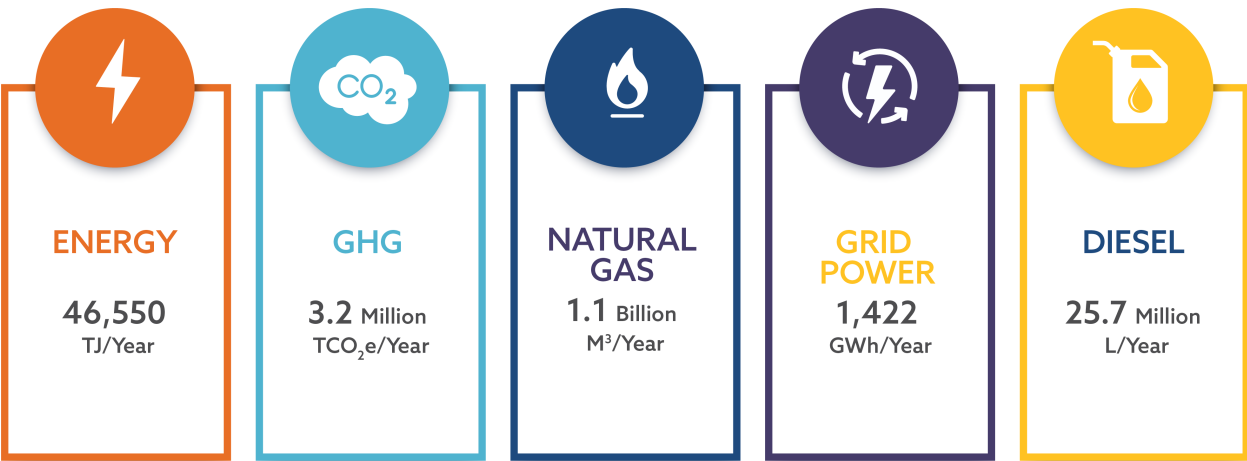 CO₂
ENERGY
46,550
TJ/Year
GHG
3.2 Million
TCO₂e/Year
NATURAL
GAS
1.1 Billion
M³/Year
GRID
POWER
1,422
GWh/Year
DIESEL
25.7 Million
L/Year